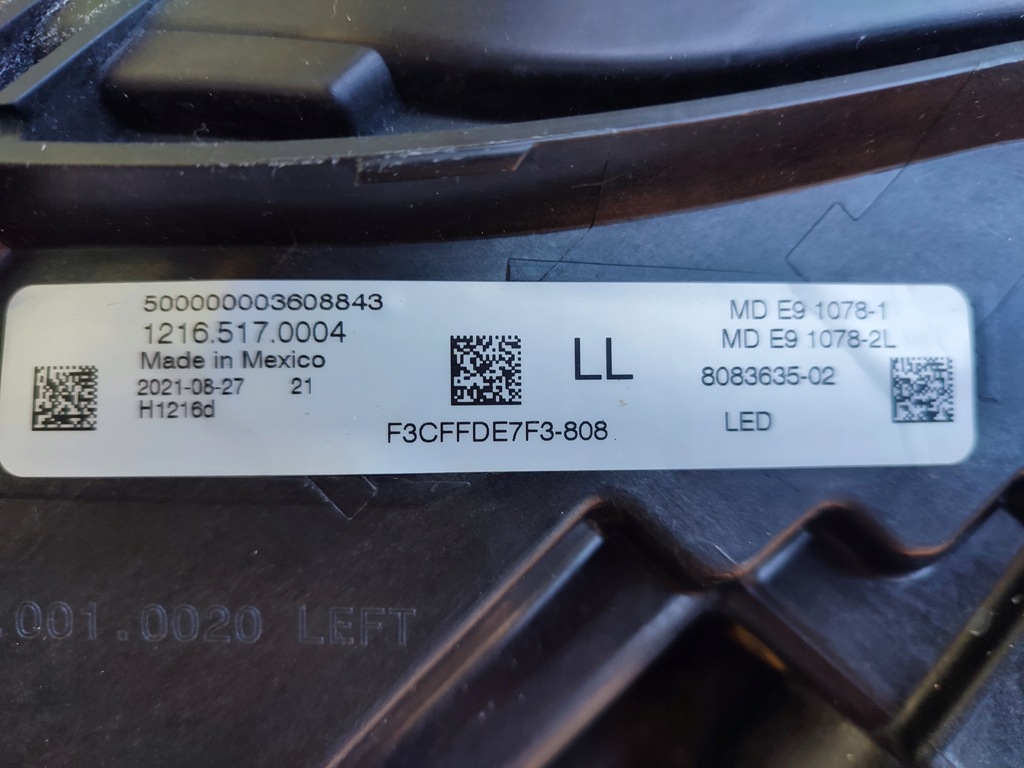 500000003608843
1216.517.0004
Made in Mexico
2021-08-27 21
H1216d
LL
F3CFFDE7F3-808
MD E9 1078-1
MD E9 1078-2L
8083635-02
LED
.001.0020 LEFT